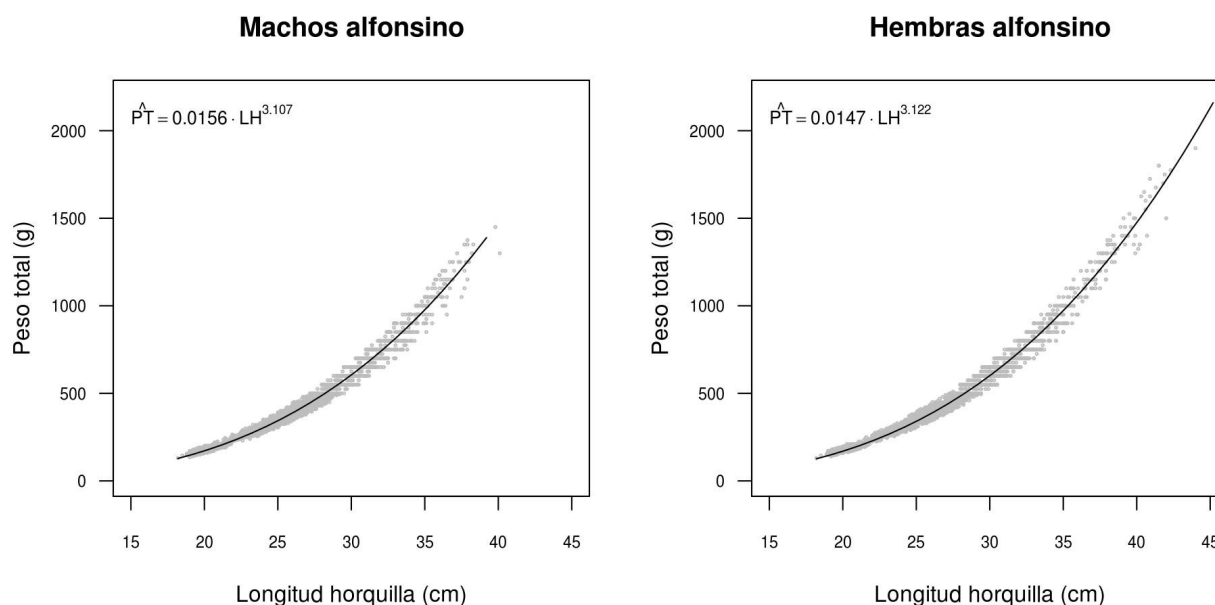 Machos alfonsino
P̂T = 0.0156 · LH^3.107
2000
1500
1000
500
0
Peso total (g)
15 20 25 30 35 40 45
Longitud horquilla (cm)
Hembras alfonsino
P̂T = 0.0147 · LH^3.122
2000
1500
1000
500
0
Peso total (g)
15 20 25 30 35 40 45
Longitud horquilla (cm)